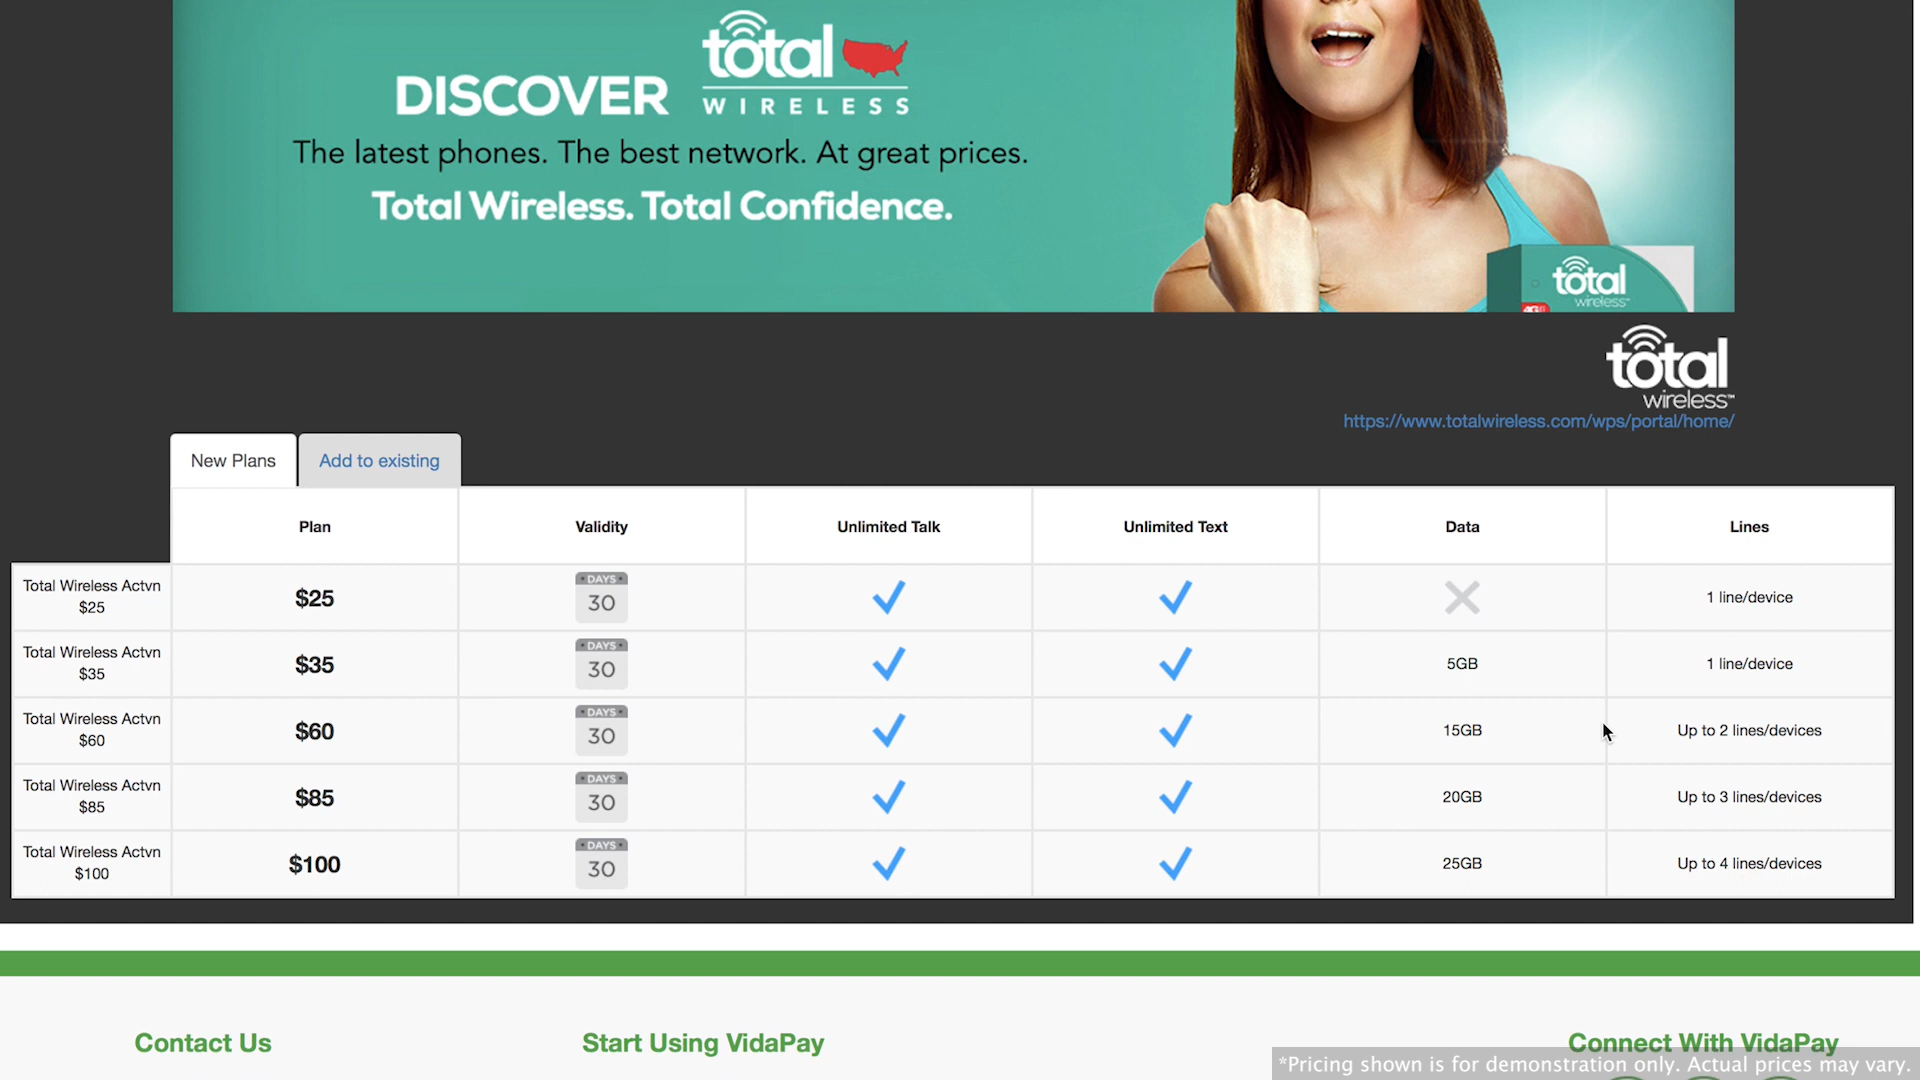 DISCOVER total WIRELESS
The latest phones. The best network. At great prices.
Total Wireless. Total Confidence.
total
wireless™
total
wireless™
https://www.totalwireless.com/wps/portal/home/
New Plans Add to existing
Plan Validity Unlimited Talk Unlimited Text Data Lines
Total Wireless Actvn $25 $25 DAYS 30 1 line/device
Total Wireless Actvn $35 $35 DAYS 30 5GB 1 line/device
Total Wireless Actvn $60 $60 DAYS 30 15GB Up to 2 lines/devices
Total Wireless Actvn $85 $85 DAYS 30 20GB Up to 3 lines/devices
Total Wireless Actvn $100 $100 DAYS 30 25GB Up to 4 lines/devices
Contact Us Start Using VidaPay Connect With VidaPay
*Pricing shown is for demonstration only. Actual prices may vary.